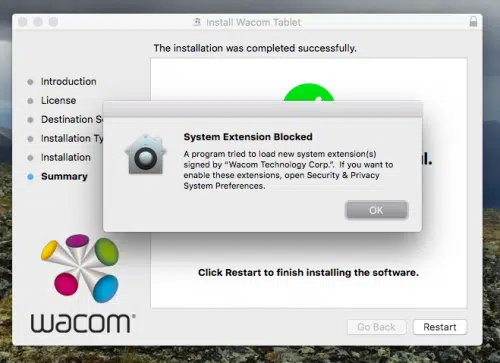 Install Wacom Tablet
The installation was completed successfully.
Introduction
License
Destination
Installation
Installation
Summary
System Extension Blocked
A program tried to load new system extension(s)
signed by "Wacom Technology Corp.". If you want to
enable these extensions, open Security & Privacy
System Preferences.
OK
Click Restart to finish installing the software.
wacom
Go Back
Restart